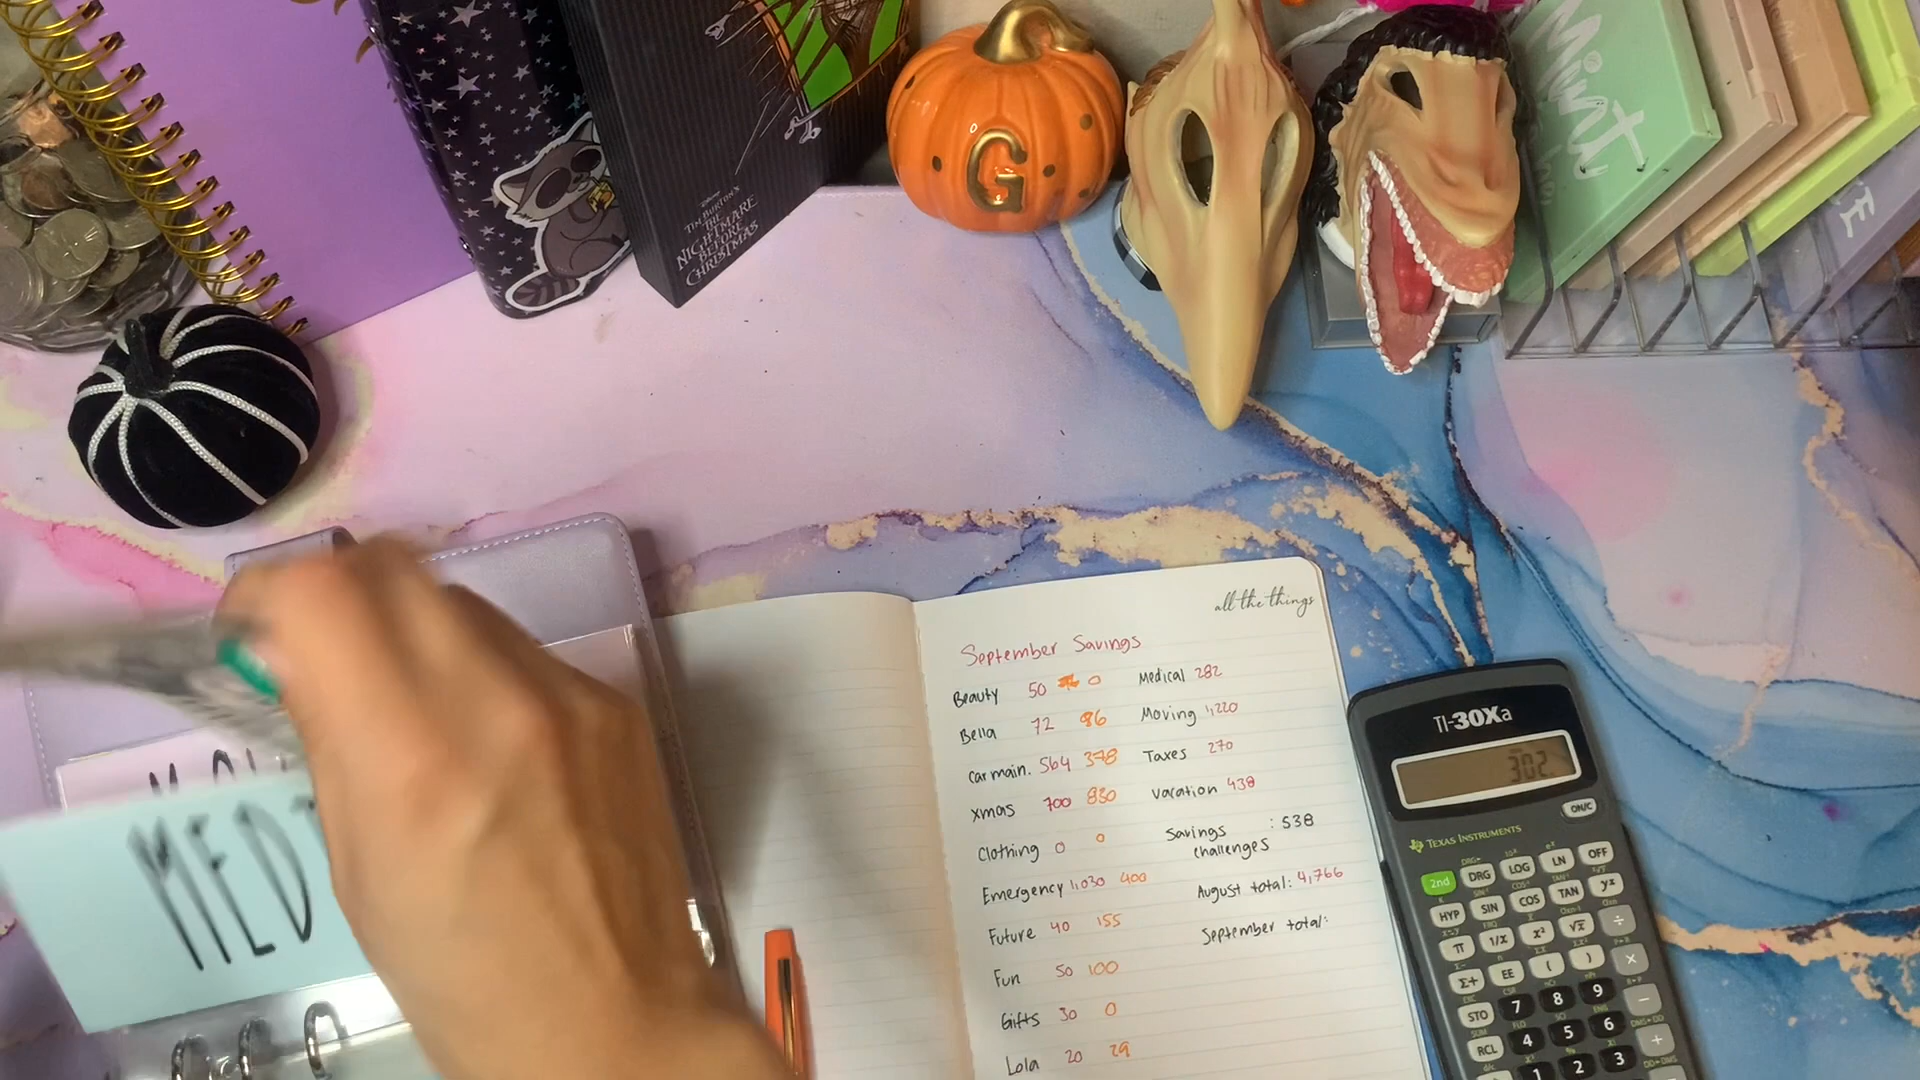 Disney
TIM BURTON'S
THE
NIGHTMARE
BEFORE
CHRISTMAS
G
Mint
all the things
September Savings
Beauty 50 0
Bella 72 86
Car main. 564 378
Xmas 700 830
Clothing 0 0
Emergency 1,030 400
Future 40 155
Fun 50 100
Gifts 30 0
Lola 20 29
Medical 282
Moving 1,220
Taxes 270
Vacation 438
Savings : 538
challenges
August total: 4,766
September total:
MED
TI-30Xa
302
TEXAS INSTRUMENTS
ON/C
2nd DRG LOG LN OFF
HYP SIN COS TAN yx
π 1/x x² √x ÷
Σ+ EE ( ) ×
STO 7 8 9 −
RCL 4 5 6 +
1 2 3